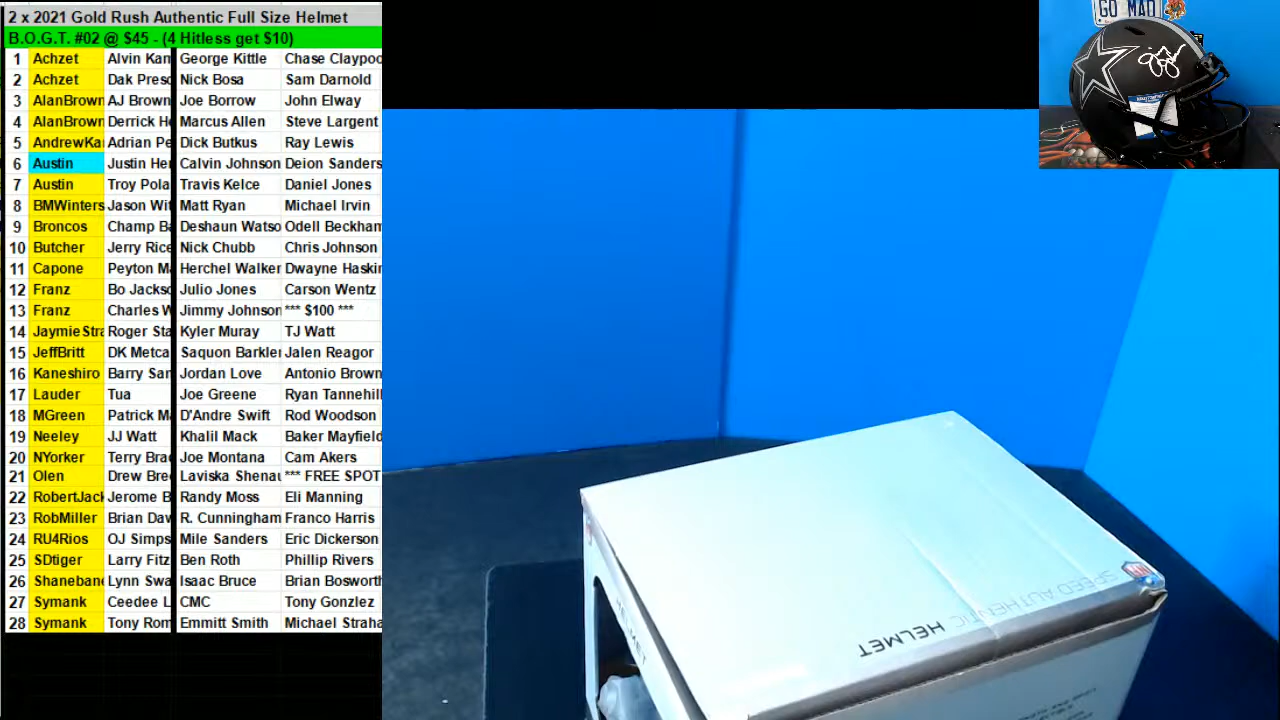 2 x 2021 Gold Rush Authentic Full Size Helmet
B.O.G.T. #02 @ $45 - (4 Hitless get $10)
1 Achzet Alvin Kan George Kittle Chase Claypoo
2 Achzet Dak Presc Nick Bosa Sam Darnold
3 AlanBrown AJ Brown Joe Borrow John Elway
4 AlanBrown Derrick He Marcus Allen Steve Largent
5 AndrewKa Adrian Pe Dick Butkus Ray Lewis
6 Austin Justin Her Calvin Johnson Deion Sanders
7 Austin Troy Pola Travis Kelce Daniel Jones
8 BMWinters Jason Wit Matt Ryan Michael Irvin
9 Broncos Champ Ba Deshaun Watso Odell Beckham
10 Butcher Jerry Rice Nick Chubb Chris Johnson
11 Capone Peyton M Herchel Walker Dwayne Haskin
12 Franz Bo Jackso Julio Jones Carson Wentz
13 Franz Charles W Jimmy Johnson *** $100 ***
14 JaymieStra Roger Sta Kyler Muray TJ Watt
15 JeffBritt DK Metca Saquon Barkler Jalen Reagor
16 Kaneshiro Barry San Jordan Love Antonio Brown
17 Lauder Tua Joe Greene Ryan Tannehill
18 MGreen Patrick M D'Andre Swift Rod Woodson
19 Neeley JJ Watt Khalil Mack Baker Mayfield
20 NYorker Terry Brad Joe Montana Cam Akers
21 Olen Drew Bree Laviska Shenau *** FREE SPOT
22 RobertJack Jerome B Randy Moss Eli Manning
23 RobMiller Brian Daw R. Cunningham Franco Harris
24 RU4Rios OJ Simps Mile Sanders Eric Dickerson
25 SDtiger Larry Fitz Ben Roth Phillip Rivers
26 Shanebane Lynn Swa Isaac Bruce Brian Bosworth
27 Symank Ceedee L CMC Tony Gonzlez
28 Symank Tony Rom Emmitt Smith Michael Straha
GO MAD
SPEED AUTHENTIC HELMET
NFL